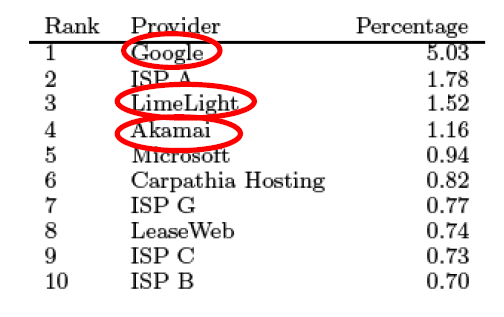 Rank Provider Percentage
1 Google 5.03
2 ISP A 1.78
3 LimeLight 1.52
4 Akamai 1.16
5 Microsoft 0.94
6 Carpathia Hosting 0.82
7 ISP G 0.77
8 LeaseWeb 0.74
9 ISP C 0.73
10 ISP B 0.70